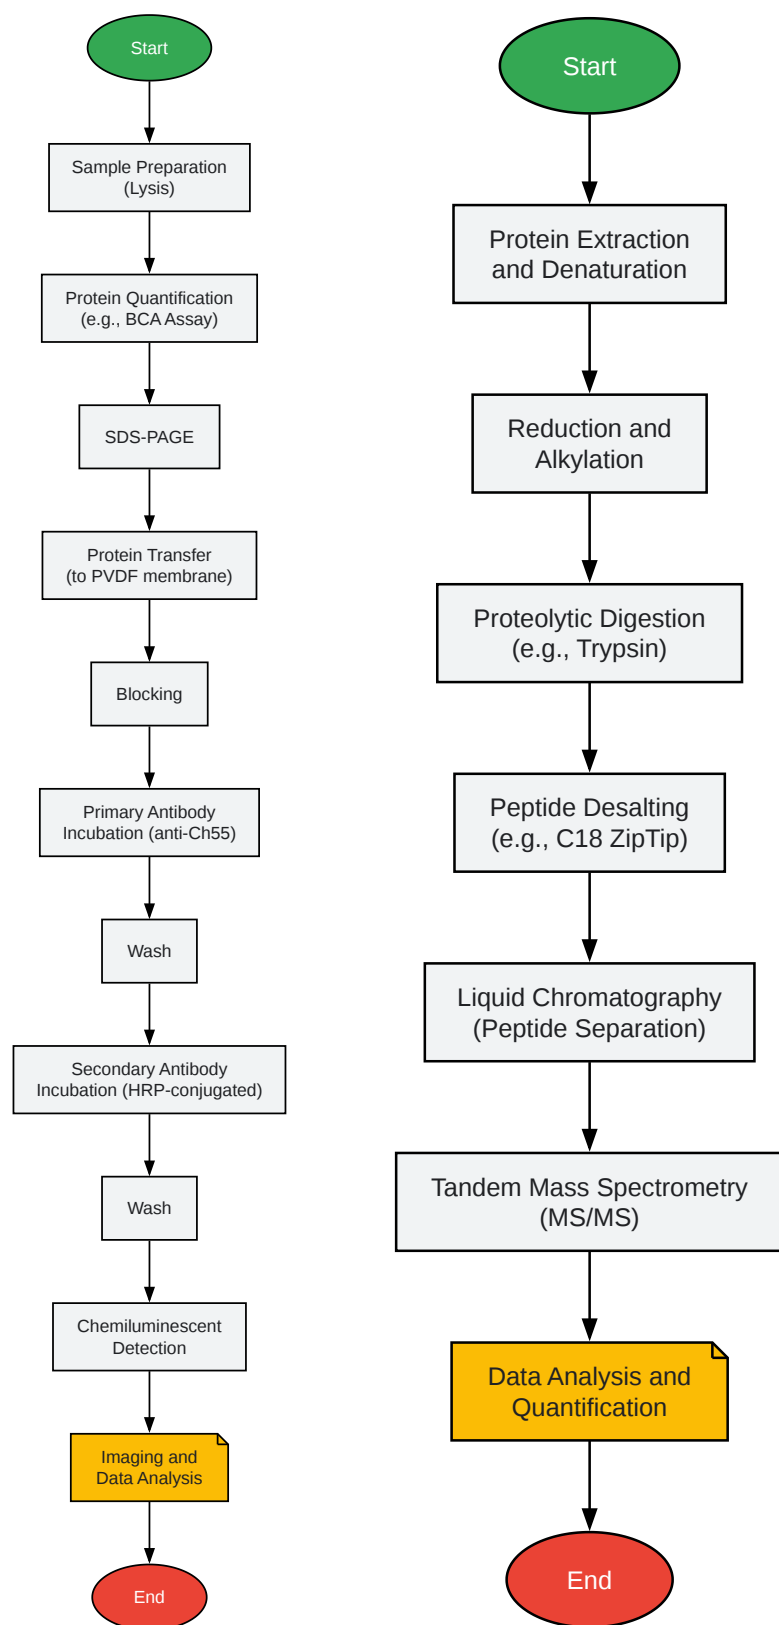 Start
Sample Preparation
(Lysis)
Protein Quantification
(e.g., BCA Assay)
SDS-PAGE
Protein Transfer
(to PVDF membrane)
Blocking
Primary Antibody
Incubation (anti-Ch55)
Wash
Secondary Antibody
Incubation (HRP-conjugated)
Wash
Chemiluminescent
Detection
Imaging and
Data Analysis
End
Start
Protein Extraction
and Denaturation
Reduction and
Alkylation
Proteolytic Digestion
(e.g., Trypsin)
Peptide Desalting
(e.g., C18 ZipTip)
Liquid Chromatography
(Peptide Separation)
Tandem Mass Spectrometry
(MS/MS)
Data Analysis and
Quantification
End